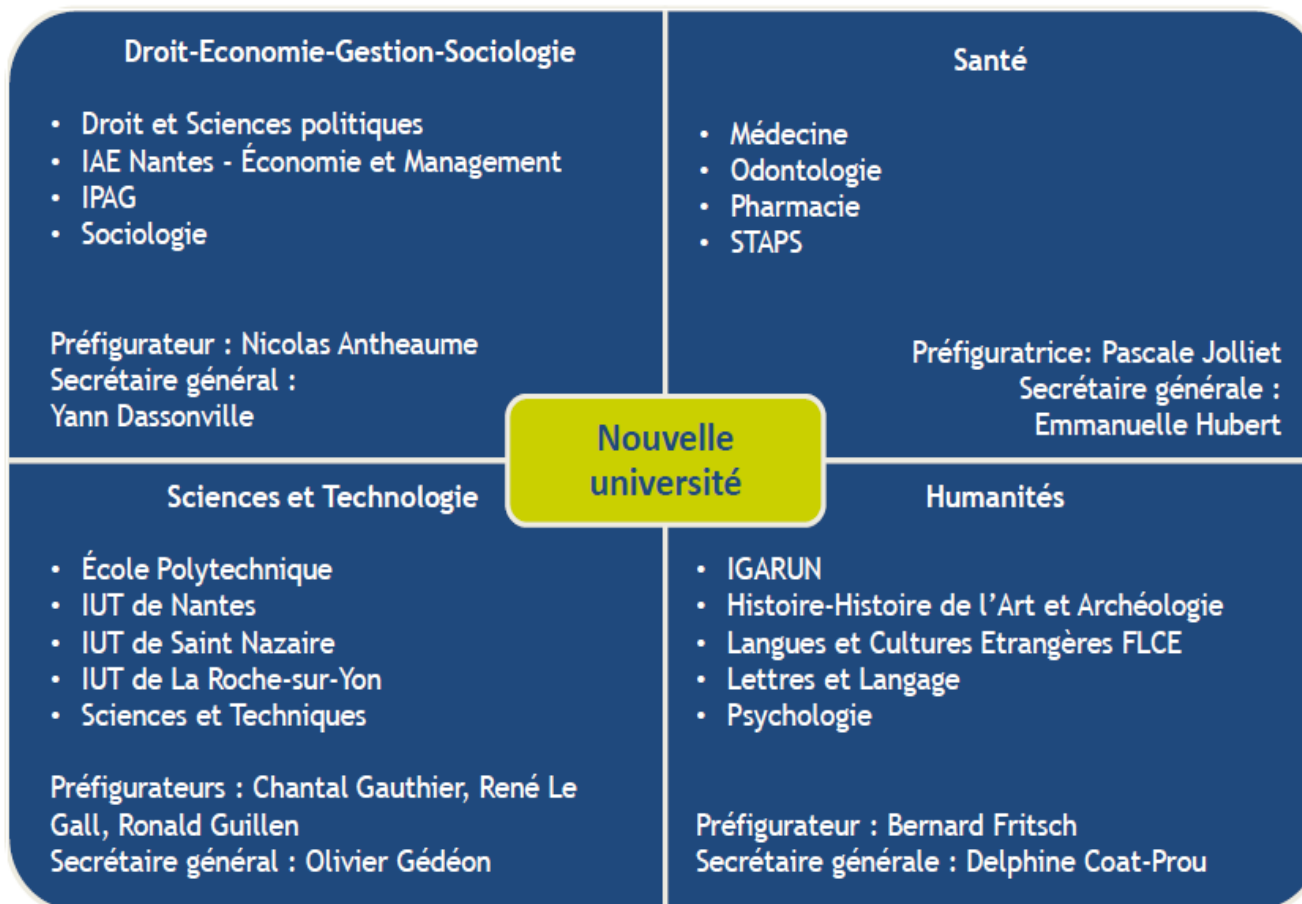 Droit-Economie-Gestion-Sociologie
• Droit et Sciences politiques
• IAE Nantes - Économie et Management
• IPAG
• Sociologie
Préfigurateur : Nicolas Antheaume
Secrétaire général :
Yann Dassonville
Santé
• Médecine
• Odontologie
• Pharmacie
• STAPS
Préfiguratrice: Pascale Jolliet
Secrétaire générale :
Emmanuelle Hubert
Nouvelle
université
Sciences et Technologie
• École Polytechnique
• IUT de Nantes
• IUT de Saint Nazaire
• IUT de La Roche-sur-Yon
• Sciences et Techniques
Préfigurateurs : Chantal Gauthier, René Le
Gall, Ronald Guillen
Secrétaire général : Olivier Gédéon
Humanités
• IGARUN
• Histoire-Histoire de l’Art et Archéologie
• Langues et Cultures Etrangères FLCE
• Lettres et Langage
• Psychologie
Préfigurateur : Bernard Fritsch
Secrétaire générale : Delphine Coat-Prou